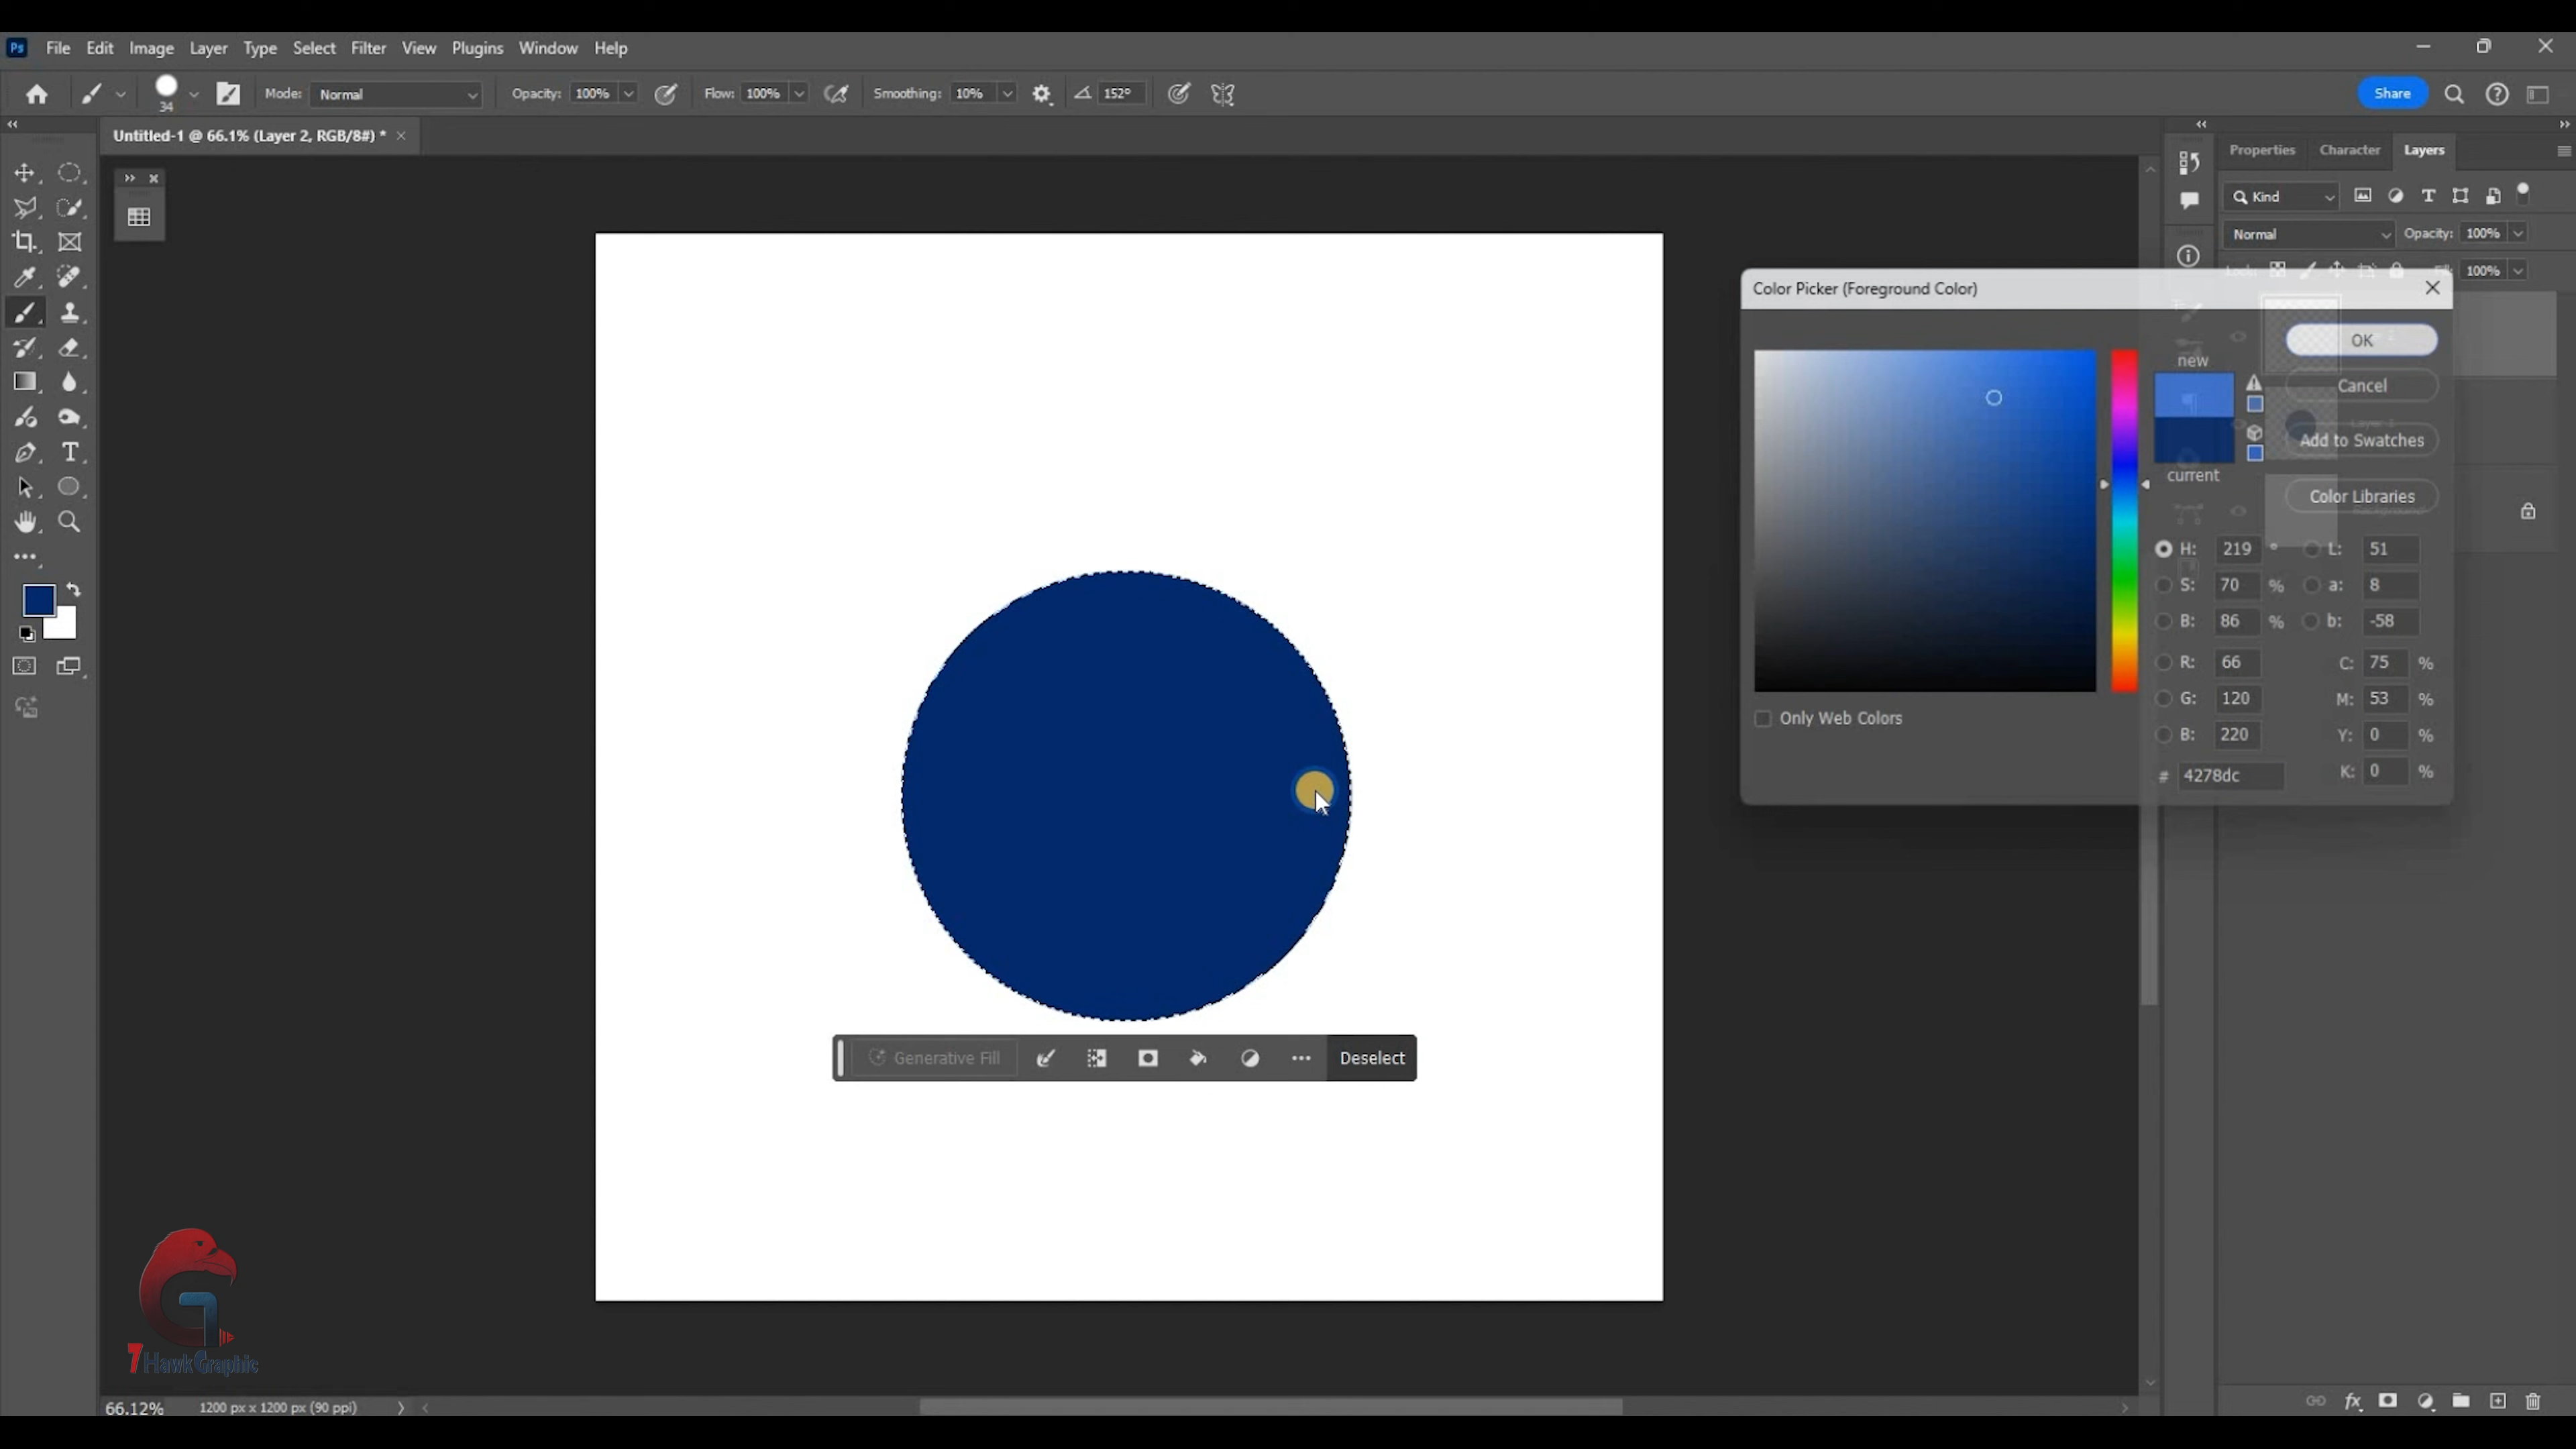 Ps File Edit Image Layer Type Select Filter View Plugins Window Help
34 Mode: Normal Opacity: 100% Flow: 100% Smoothing: 10% 152° Share
Untitled-1 @ 66.1% (Layer 2, RGB/8#) *
Properties Character Layers
Kind
Normal Opacity: 100%
100%
Color Picker (Foreground Color)
OK
new
Cancel
Add to Swatches
current
Color Libraries
H: 219 ° L: 51
S: 70 % a: 8
B: 86 % b: -58
R: 66 C: 75 %
G: 120 M: 53 %
B: 220 Y: 0 %
# 4278dc K: 0 %
Only Web Colors
Generative Fill Deselect
7HawkGraphic
66.12% 1200 px x 1200 px (90 ppi)